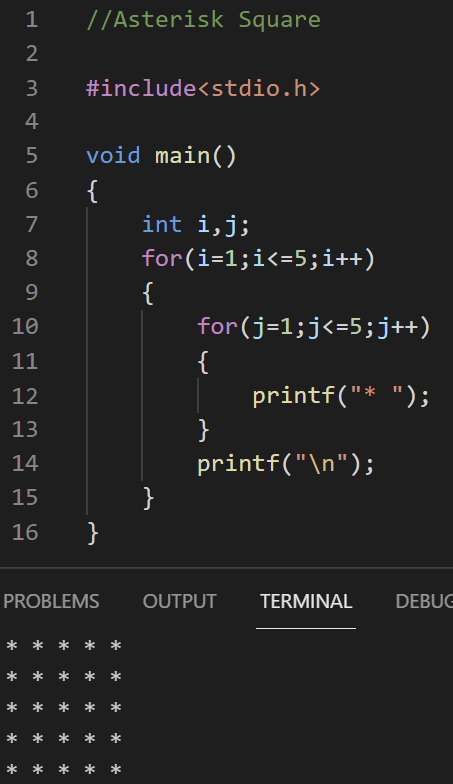 1 //Asterisk Square
2
3 #include<stdio.h>
4
5 void main()
6 {
7     int i,j;
8     for(i=1;i<=5;i++)
9     {
10         for(j=1;j<=5;j++)
11         {
12             printf("* ");
13         }
14         printf("\n");
15     }
16 }
PROBLEMS OUTPUT TERMINAL DEBUG
* * * * *
* * * * *
* * * * *
* * * * *
* * * * *